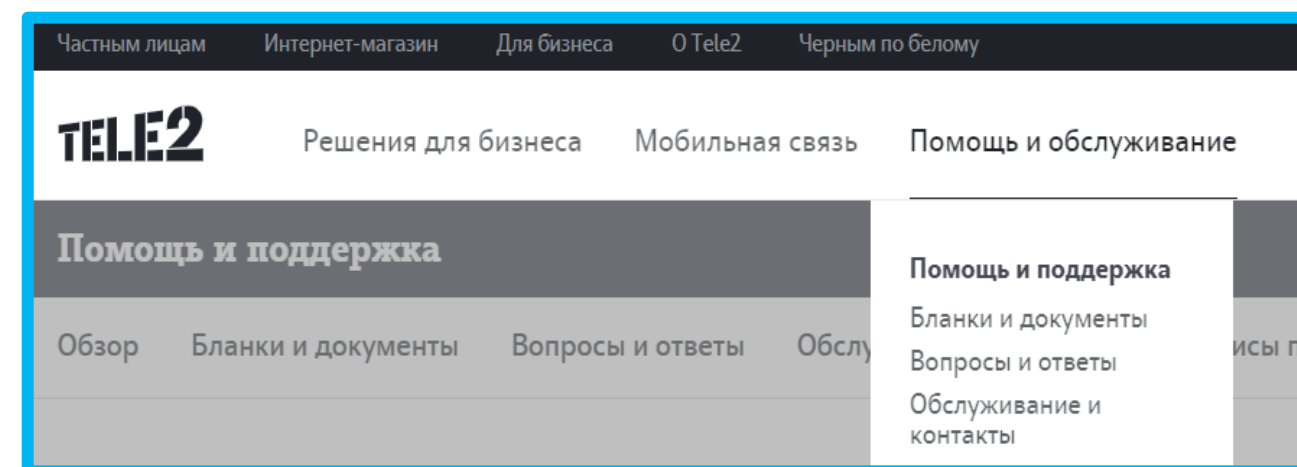 Частным лицам Интернет-магазин Для бизнеса О Tele2 Черным по белому
TELE2 Решения для бизнеса Мобильная связь Помощь и обслуживание
Помощь и поддержка
Помощь и поддержка
Обзор Бланки и документы Вопросы и ответы
Бланки и документы
Вопросы и ответы
Обслуживание и
контакты